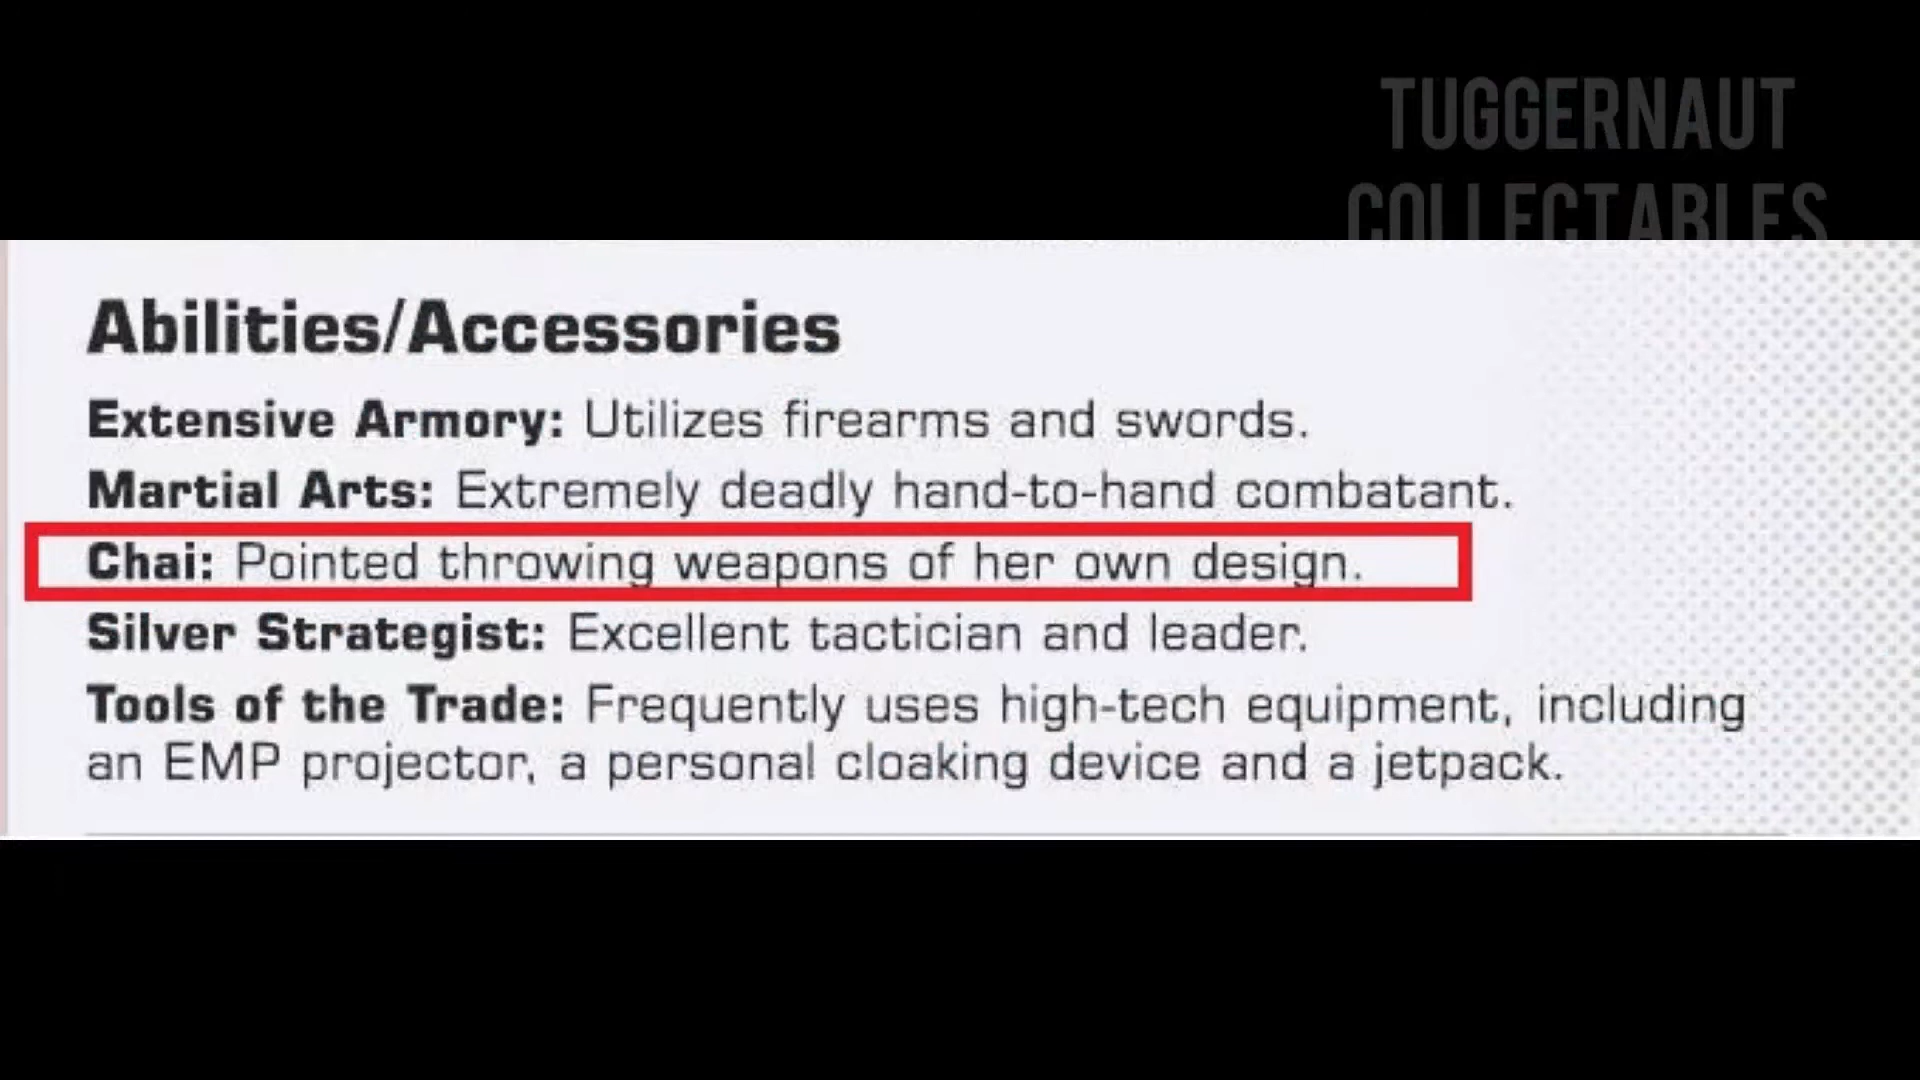 TUGGERNAUT
COLLECTABLES
Abilities/Accessories
Extensive Armory: Utilizes firearms and swords.
Martial Arts: Extremely deadly hand-to-hand combatant.
Chai: Pointed throwing weapons of her own design.
Silver Strategist: Excellent tactician and leader.
Tools of the Trade: Frequently uses high-tech equipment, including
an EMP projector, a personal cloaking device and a jetpack.